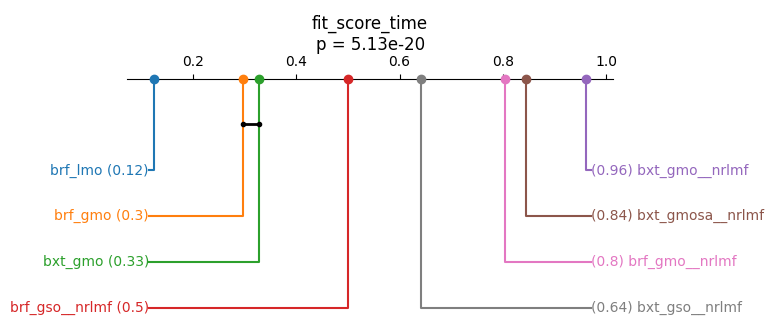 fit_score_time
p = 5.13e-20
0.2 0.4 0.6 0.8 1.0
brf_lmo (0.12) (0.96) bxt_gmo__nrlmf
brf_gmo (0.3) (0.84) bxt_gmosa__nrlmf
bxt_gmo (0.33) (0.8) brf_gmo__nrlmf
brf_gso__nrlmf (0.5) (0.64) bxt_gso__nrlmf